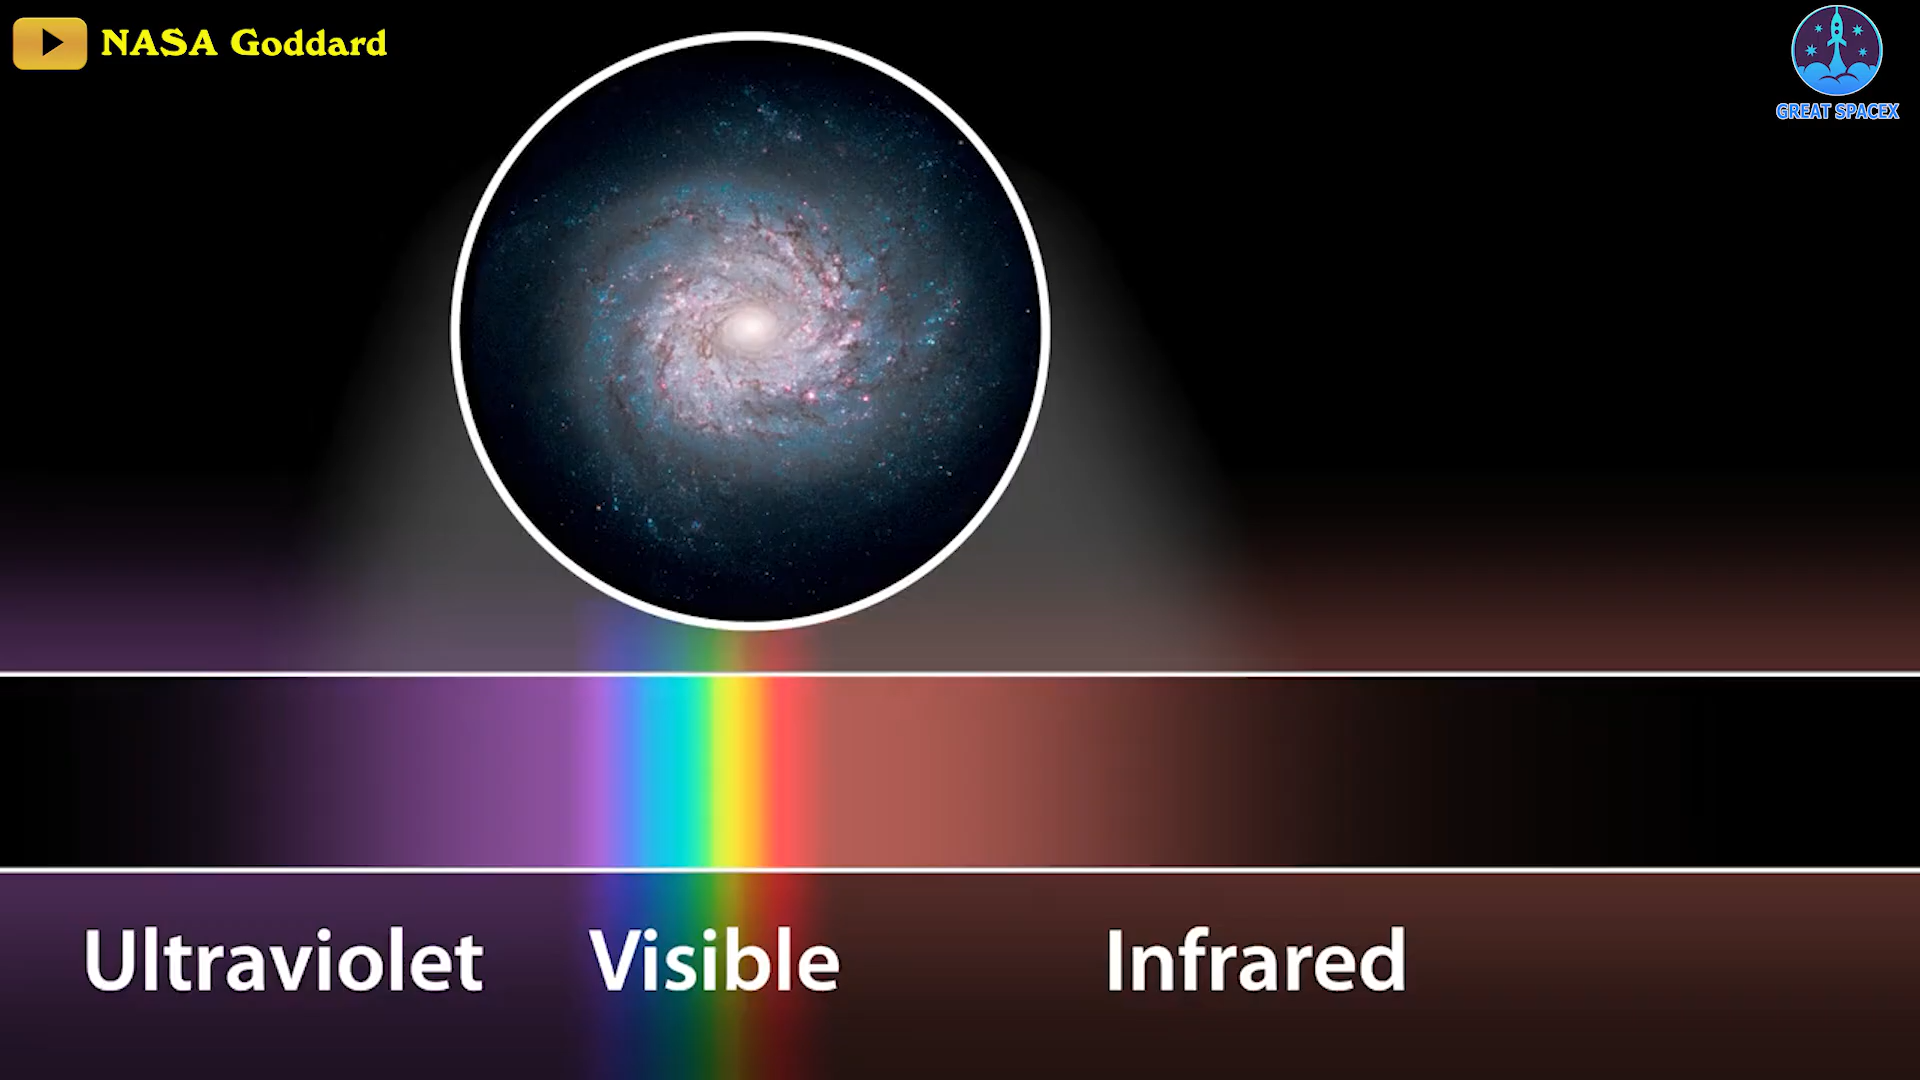 NASA Goddard
GREAT SPACEX
Ultraviolet
Visible
Infrared